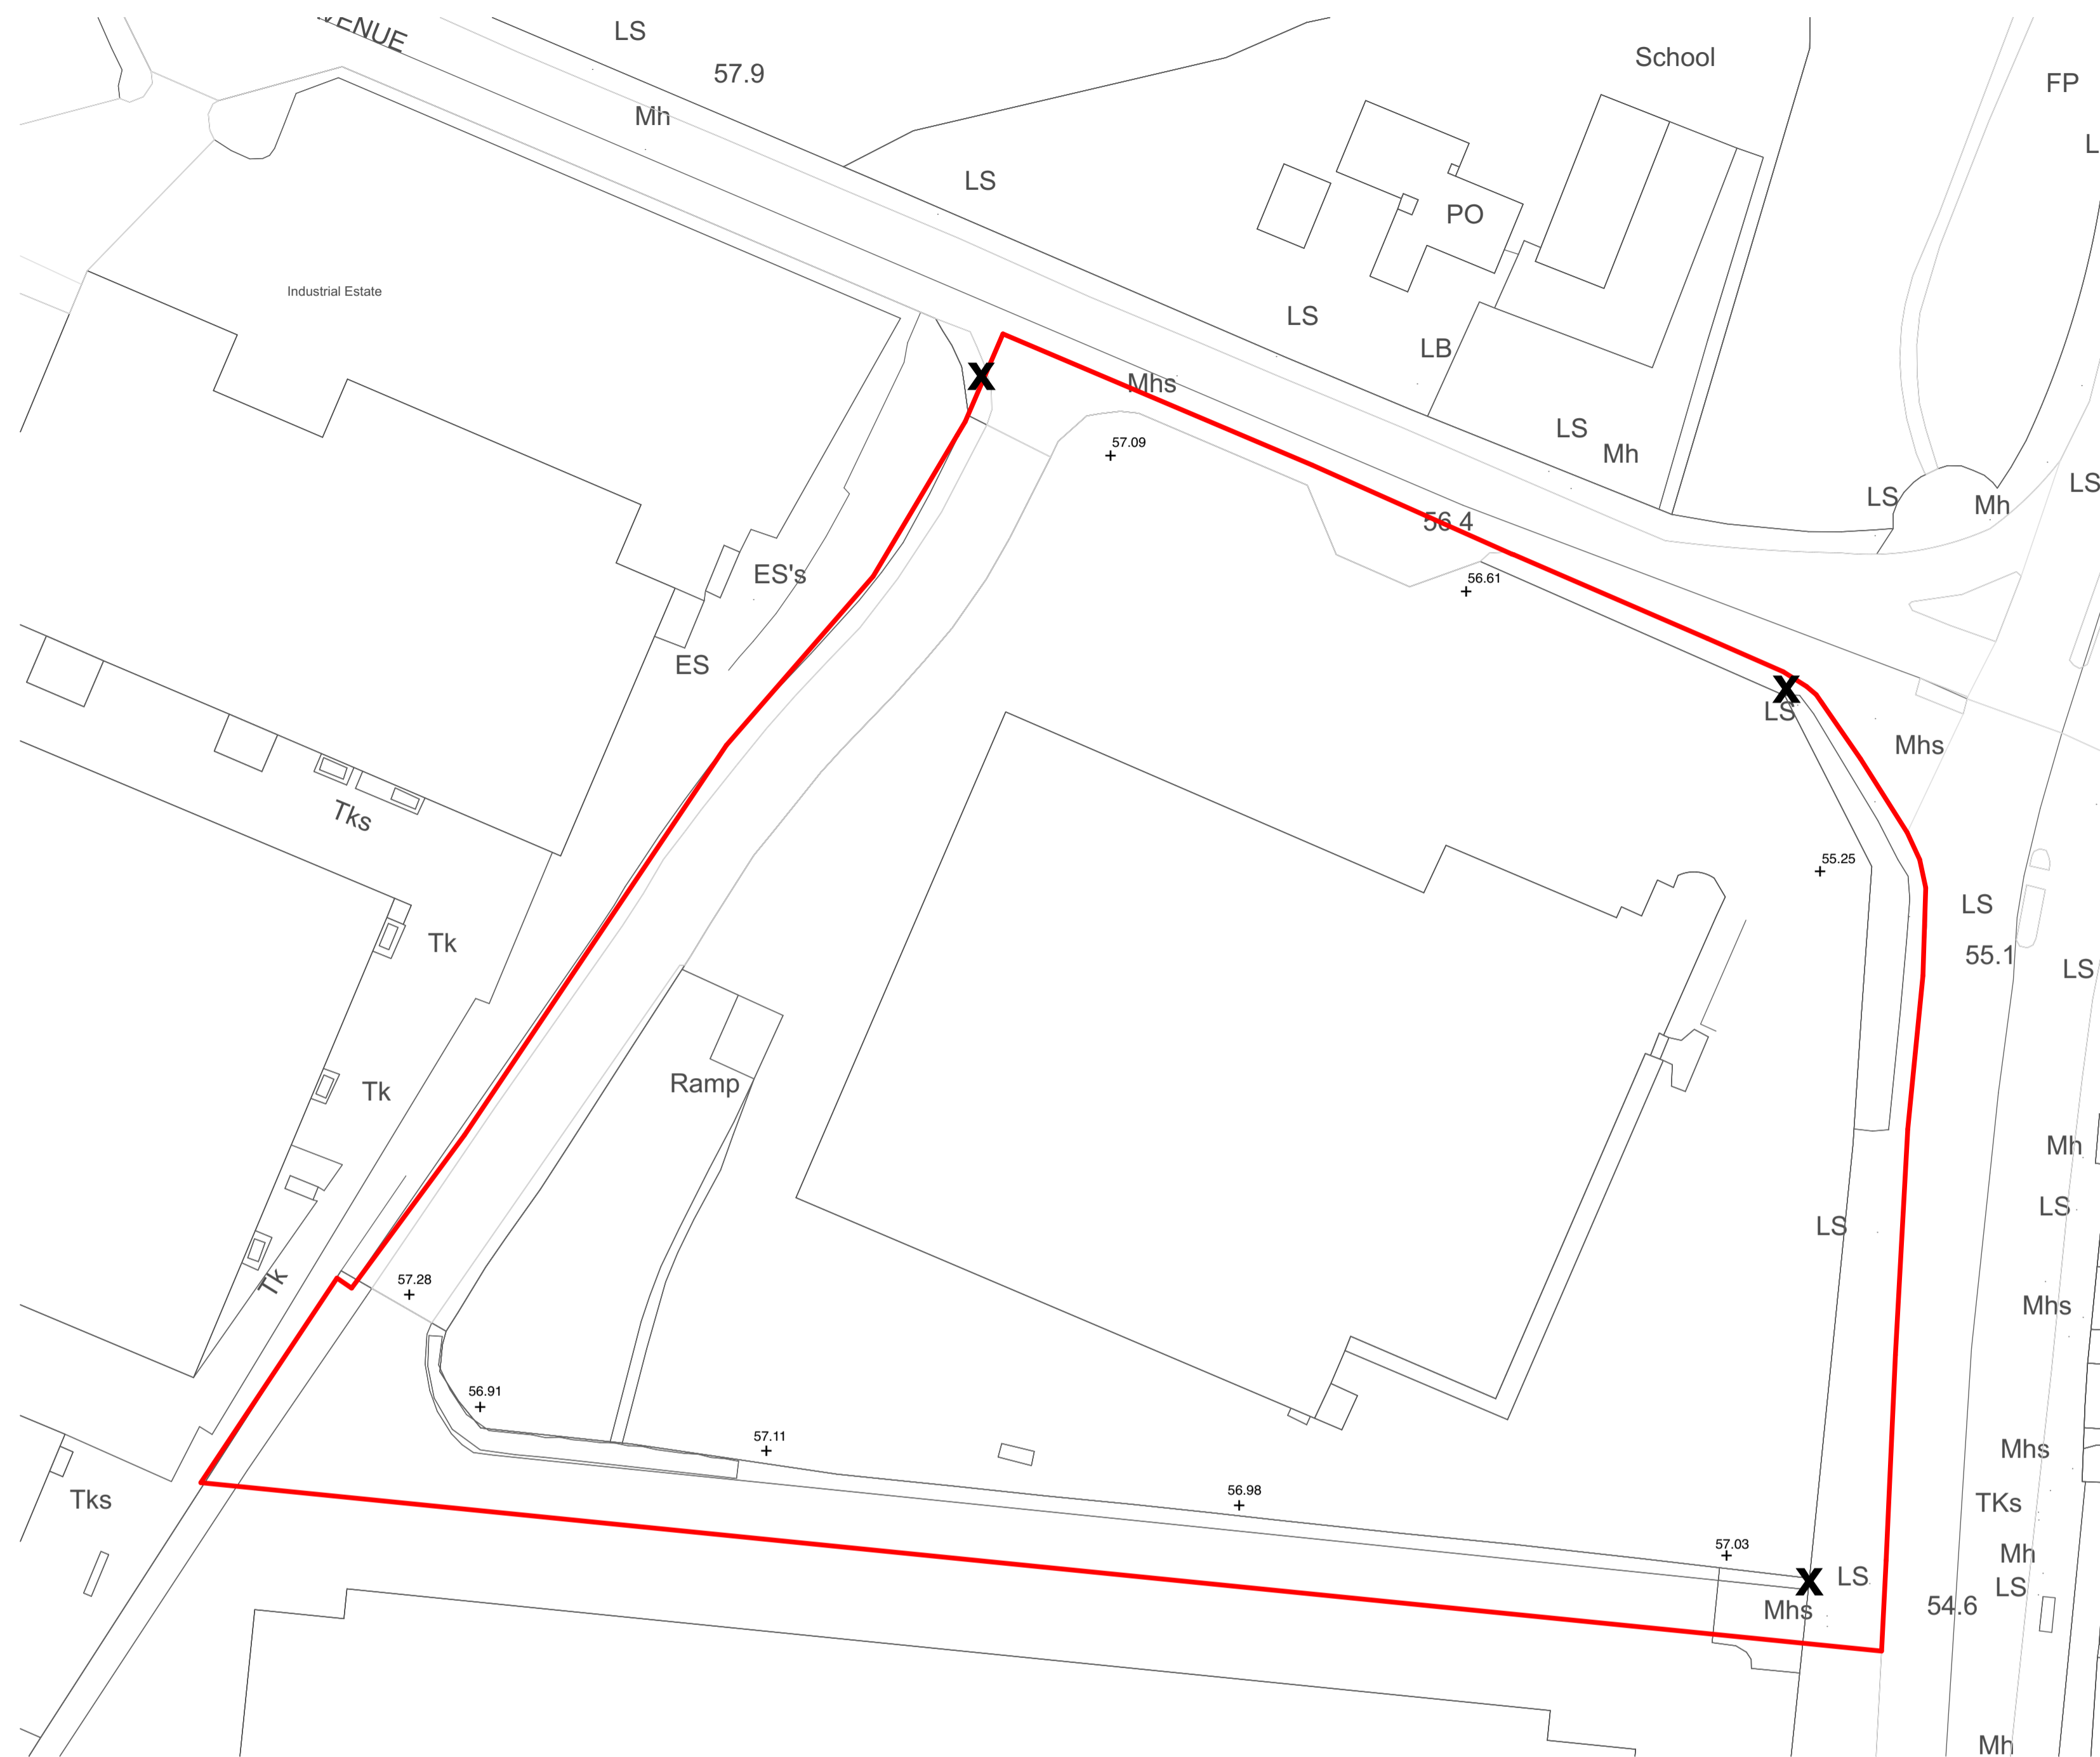 LS
57.9
Mh
LS
School
FP
PO
LS
LB
LS
Mh
LS
Mh
LS
Industrial Estate
X
Mhs
57.09
56.4
56.61
ES's
ES
X
LS
Mhs
Tks
55.25
LS
55.1
LS
Tk
Tk
Ramp
Mh
LS
LS
Tk
57.28
Mhs
56.91
57.11
Mhs
Tks
56.98
TKs
57.03
Mh
X
LS
LS
Mhs
54.6
Mh